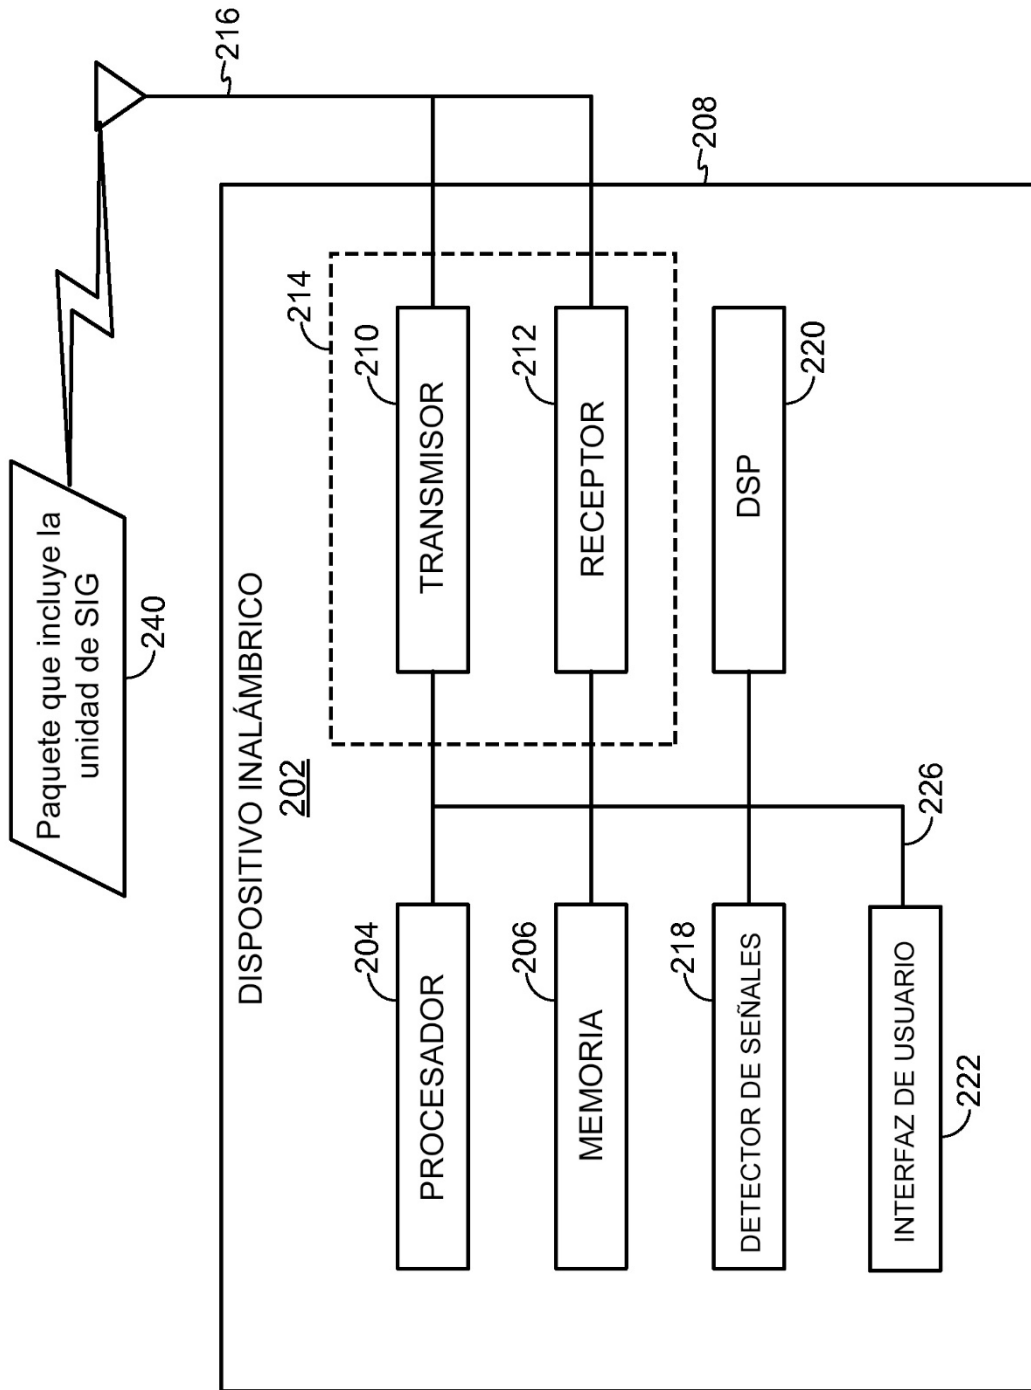 Paquete que incluye la
unidad de SIG
240
216
DISPOSITIVO INALÁMBRICO
202
208
214
204
PROCESADOR
210
TRANSMISOR
206
MEMORIA
212
RECEPTOR
218
DETECTOR DE SEÑALES
DSP
220
INTERFAZ DE USUARIO
222
226